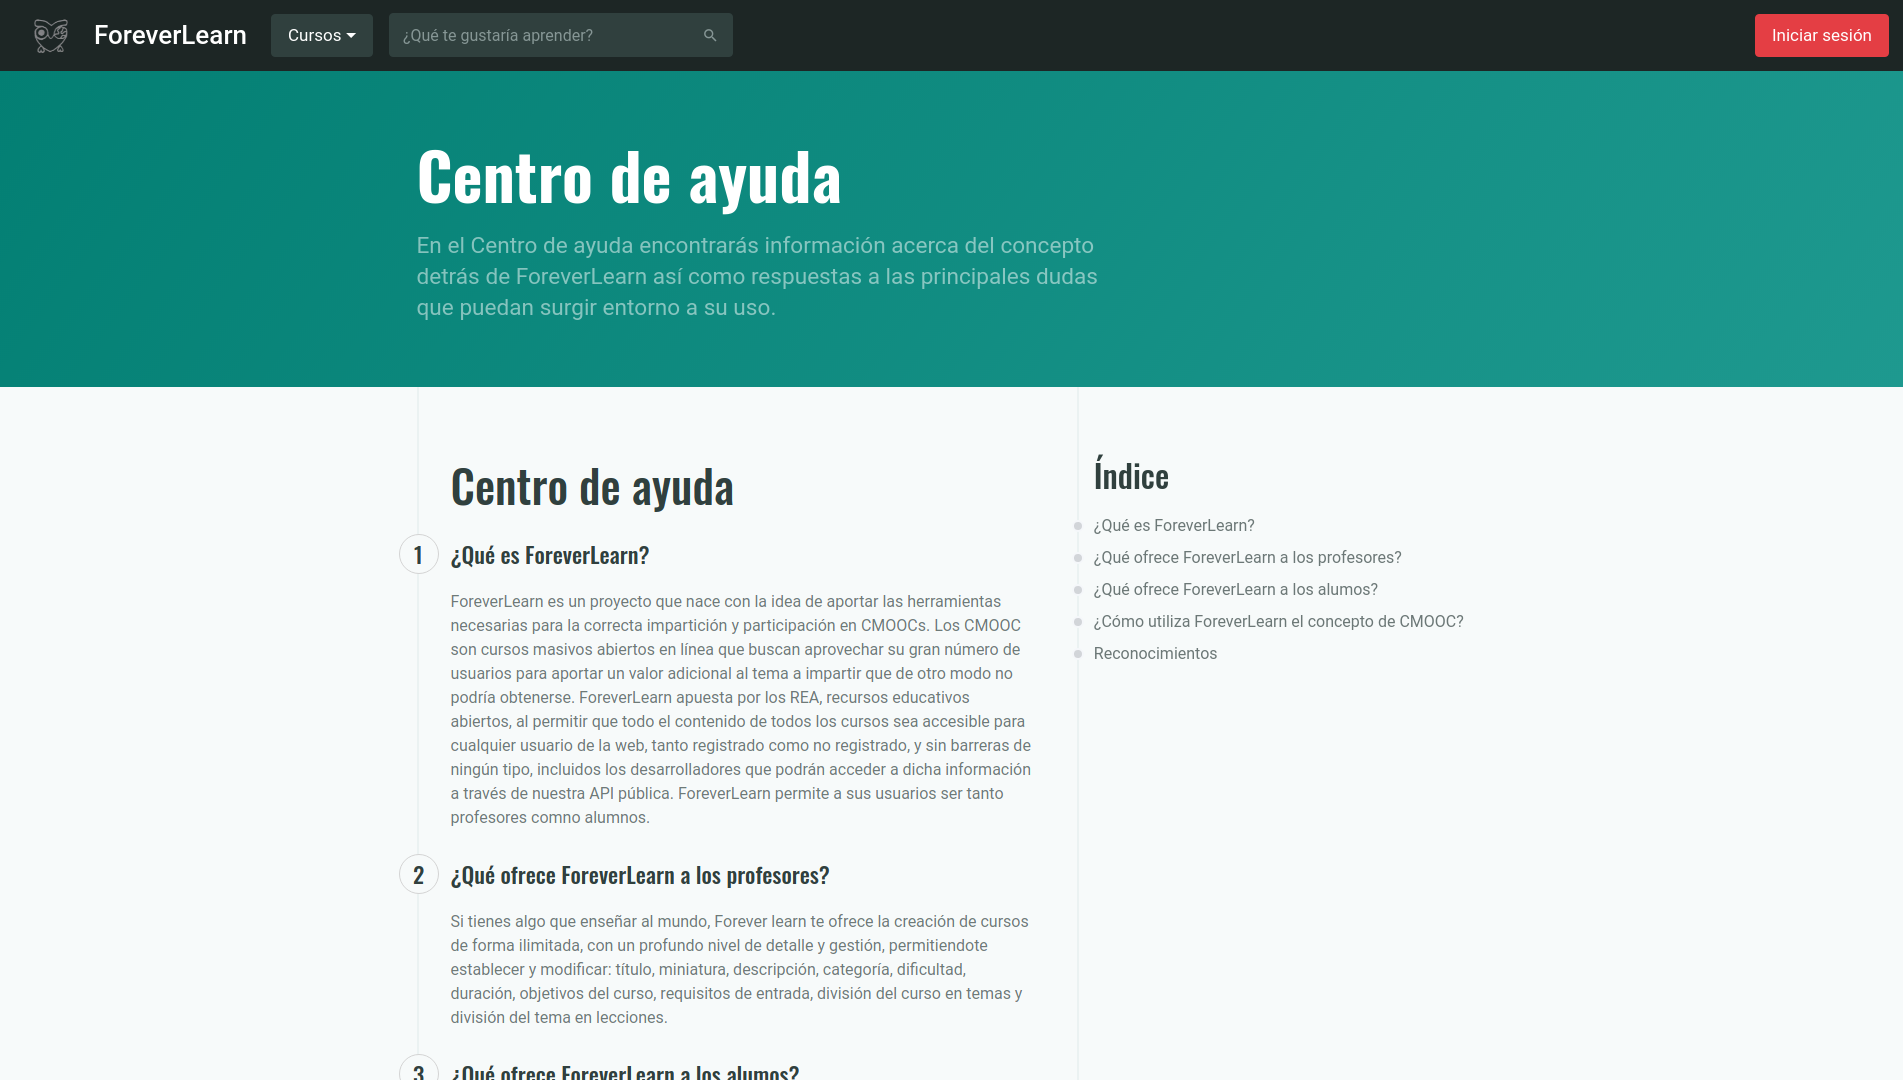 ForeverLearn
Cursos
¿Qué te gustaría aprender?
Iniciar sesión
Centro de ayuda
En el Centro de ayuda encontrarás información acerca del concepto
detrás de ForeverLearn así como respuestas a las principales dudas
que puedan surgir entorno a su uso.
Centro de ayuda
1
¿Qué es ForeverLearn?
ForeverLearn es un proyecto que nace con la idea de aportar las herramientas
necesarias para la correcta impartición y participación en CMOOCs. Los CMOOC
son cursos masivos abiertos en línea que buscan aprovechar su gran número de
usuarios para aportar un valor adicional al tema a impartir que de otro modo no
podría obtenerse. ForeverLearn apuesta por los REA, recursos educativos
abiertos, al permitir que todo el contenido de todos los cursos sea accesible para
cualquier usuario de la web, tanto registrado como no registrado, y sin barreras de
ningún tipo, incluidos los desarrolladores que podrán acceder a dicha información
a través de nuestra API pública. ForeverLearn permite a sus usuarios ser tanto
profesores comno alumnos.
2
¿Qué ofrece ForeverLearn a los profesores?
Si tienes algo que enseñar al mundo, Forever learn te ofrece la creación de cursos
de forma ilimitada, con un profundo nivel de detalle y gestión, permitiendote
establecer y modificar: título, miniatura, descripción, categoría, dificultad,
duración, objetivos del curso, requisitos de entrada, división del curso en temas y
división del tema en lecciones.
3
¿Qué ofrece ForeverLearn a los alumos?
Índice
¿Qué es ForeverLearn?
¿Qué ofrece ForeverLearn a los profesores?
¿Qué ofrece ForeverLearn a los alumos?
¿Cómo utiliza ForeverLearn el concepto de CMOOC?
Reconocimientos